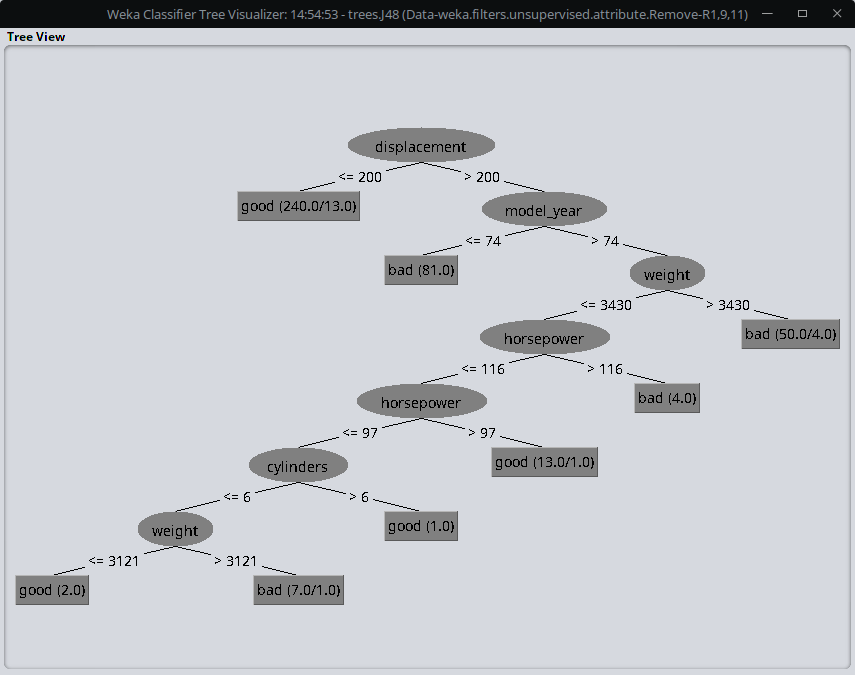 Weka Classifier Tree Visualizer: 14:54:53 - trees.J48 (Data-weka.filters.unsupervised.attribute.Remove-R1,9,11)
Tree View
displacement
<= 200 > 200
good (240.0/13.0) model_year
<= 74 > 74
bad (81.0) weight
<= 3430 > 3430
horsepower bad (50.0/4.0)
<= 116 > 116
horsepower bad (4.0)
<= 97 > 97
cylinders good (13.0/1.0)
<= 6 > 6
weight good (1.0)
<= 3121 > 3121
good (2.0) bad (7.0/1.0)